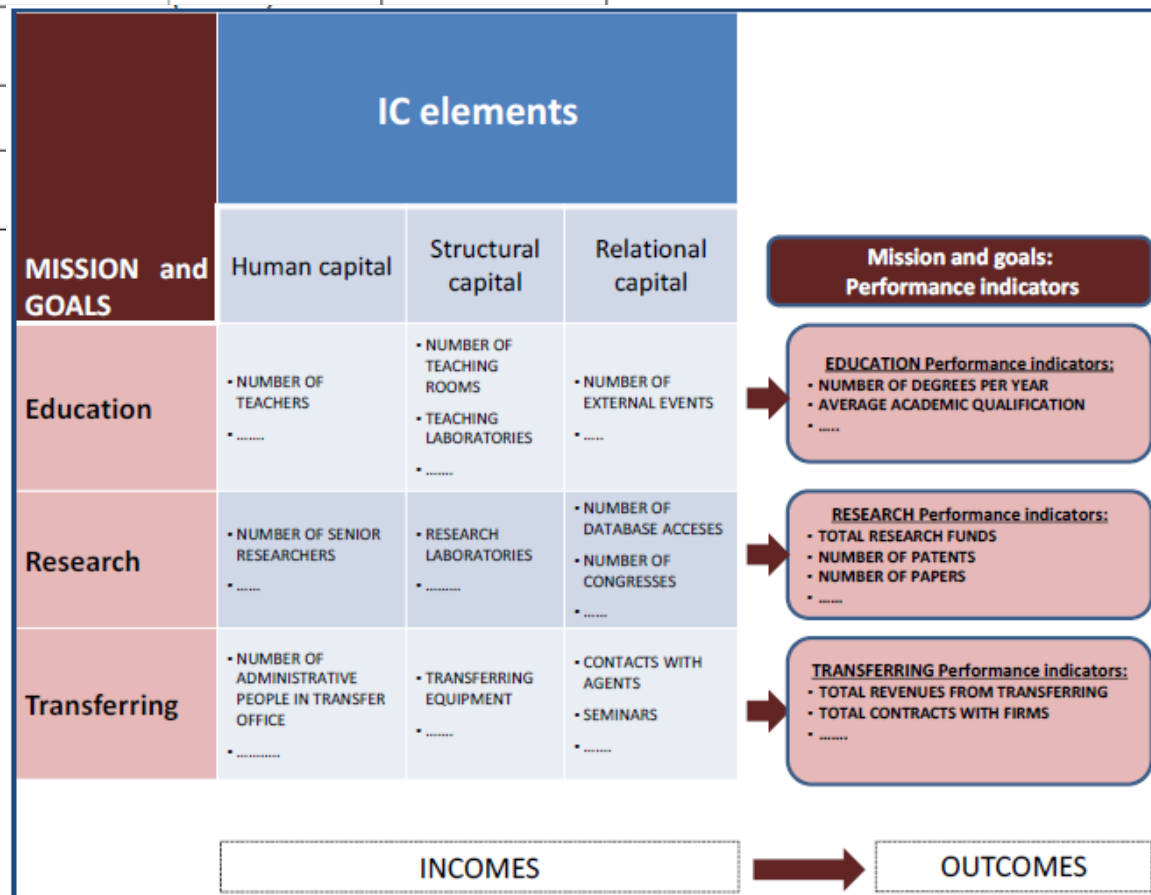 IC elements
MISSION and
GOALS
Human capital
Structural
capital
Relational
capital
Mission and goals:
Performance indicators
Education
▪ NUMBER OF
TEACHERS
▪ .......
▪ NUMBER OF
TEACHING
ROOMS
▪ TEACHING
LABORATORIES
▪ .......
▪ NUMBER OF
EXTERNAL EVENTS
▪ .....
EDUCATION Performance indicators:
▪ NUMBER OF DEGREES PER YEAR
▪ AVERAGE ACADEMIC QUALIFICATION
▪ .....
Research
▪ NUMBER OF SENIOR
RESEARCHERS
▪ ......
▪ RESEARCH
LABORATORIES
▪ .........
▪ NUMBER OF
DATABASE ACCESES
▪ NUMBER OF
CONGRESSES
▪ ......
RESEARCH Performance indicators:
▪ TOTAL RESEARCH FUNDS
▪ NUMBER OF PATENTS
▪ NUMBER OF PAPERS
▪ ......
Transferring
▪ NUMBER OF
ADMINISTRATIVE
PEOPLE IN TRANSFER
OFFICE
▪ ...........
▪ TRANSFERRING
EQUIPMENT
▪ .......
▪ CONTACTS WITH
AGENTS
▪ SEMINARS
▪ .......
TRANSFERRING Performance indicators:
▪ TOTAL REVENUES FROM TRANSFERRING
▪ TOTAL CONTRACTS WITH FIRMS
▪ .......
INCOMES
OUTCOMES